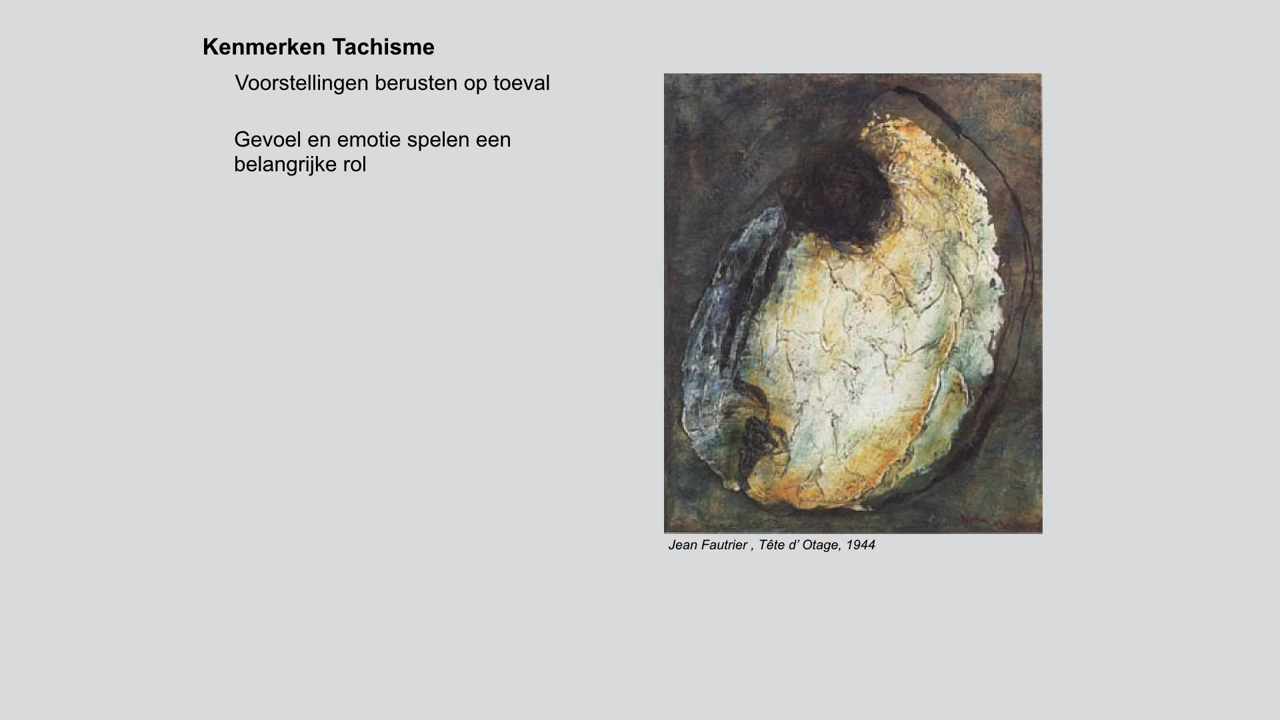 Kenmerken Tachisme
Voorstellingen berusten op toeval
Gevoel en emotie spelen een
belangrijke rol
Jean Fautrier , Tête d’ Otage, 1944